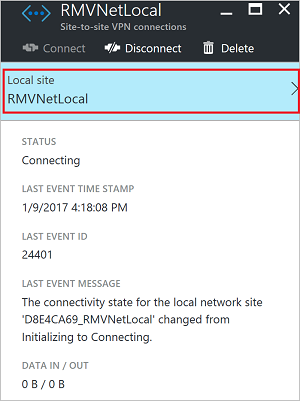 RMVNetLocal
Site-to-site VPN connections
Connect
Disconnect
Delete
Local site
RMVNetLocal
STATUS
Connecting
LAST EVENT TIME STAMP
1/9/2017 4:18:08 PM
LAST EVENT ID
24401
LAST EVENT MESSAGE
The connectivity state for the local network site
'D8E4CA69_RMVNetLocal' changed from
Initializing to Connecting.
DATA IN / OUT
0 B / 0 B